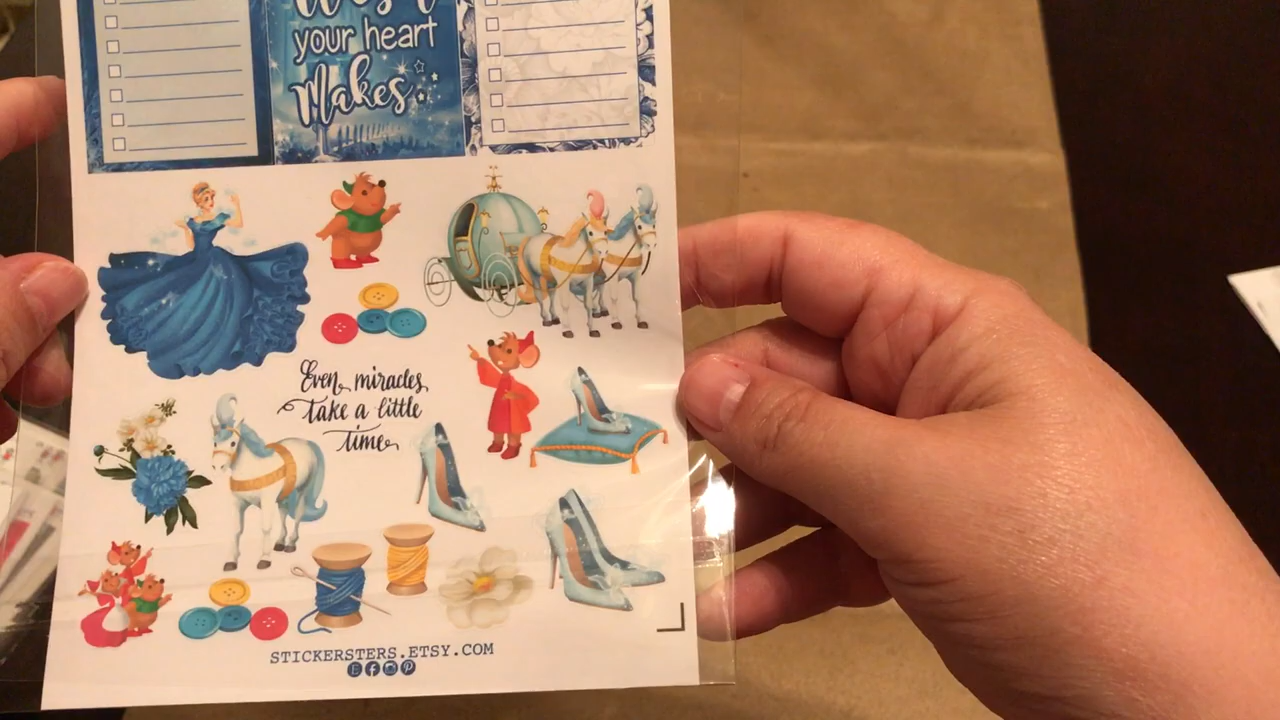 your heart
Makes
Even miracles
take a little
time
STICKERSTERS.ETSY.COM